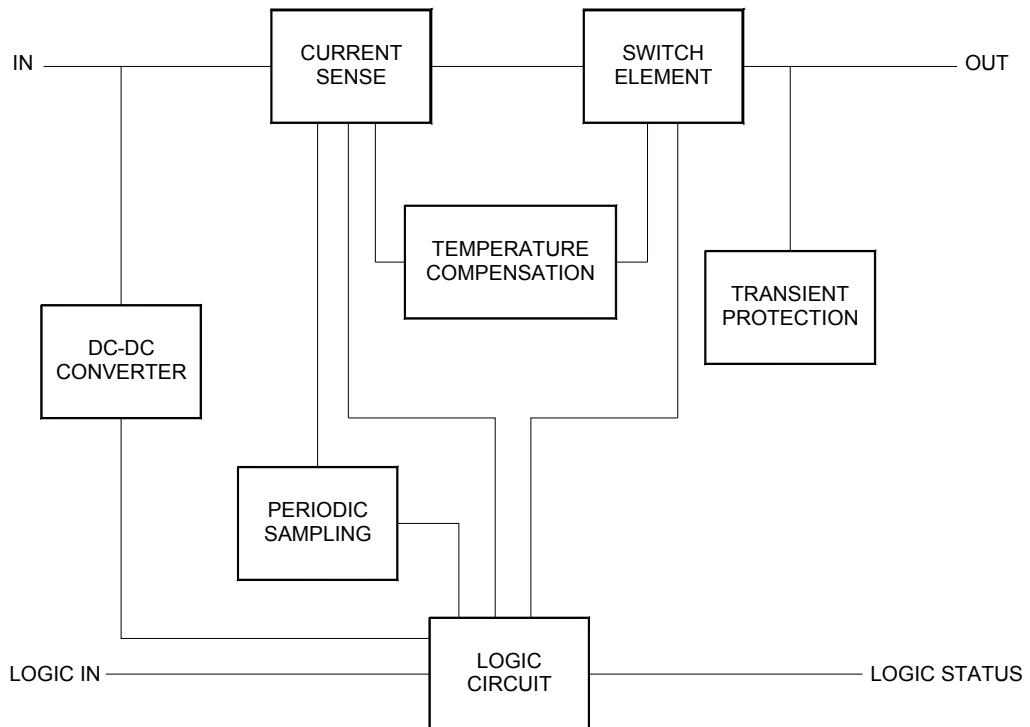 IN
CURRENT
SENSE
SWITCH
ELEMENT
OUT
TEMPERATURE
COMPENSATION
TRANSIENT
PROTECTION
DC-DC
CONVERTER
PERIODIC
SAMPLING
LOGIC IN
LOGIC
CIRCUIT
LOGIC STATUS